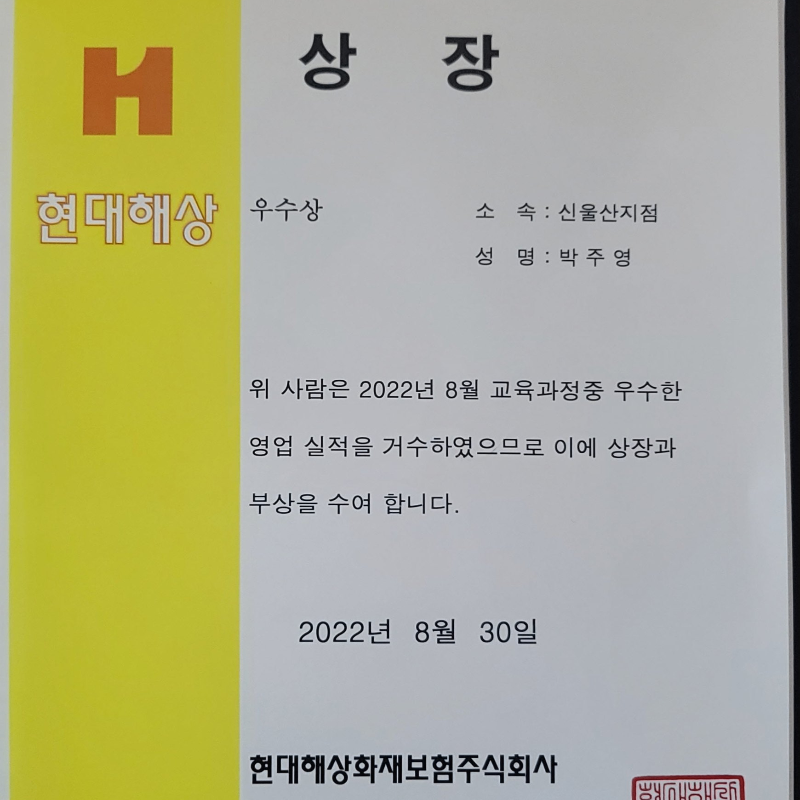 상 장
현대해상
우수상
소 속 : 신울산지점
성 명 : 박 주 영
위 사람은 2022년 8월 교육과정중 우수한
영업 실적을 거수하였으므로 이에 상장과
부상을 수여 합니다.
2022년 8월 30일
현대해상화재보험주식회사